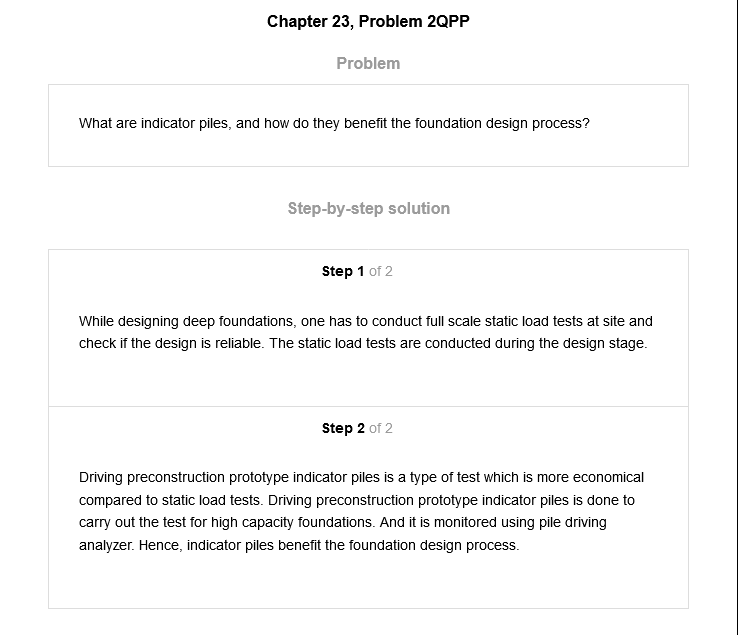 Chapter 23, Problem 2QPP
Problem
What are indicator piles, and how do they benefit the foundation design process?
Step-by-step solution
Step 1 of 2
While designing deep foundations, one has to conduct full scale static load tests at site and
check if the design is reliable. The static load tests are conducted during the design stage.
Step 2 of 2
Driving preconstruction prototype indicator piles is a type of test which is more economical
compared to static load tests. Driving preconstruction prototype indicator piles is done to
carry out the test for high capacity foundations. And it is monitored using pile driving
analyzer. Hence, indicator piles benefit the foundation design process.